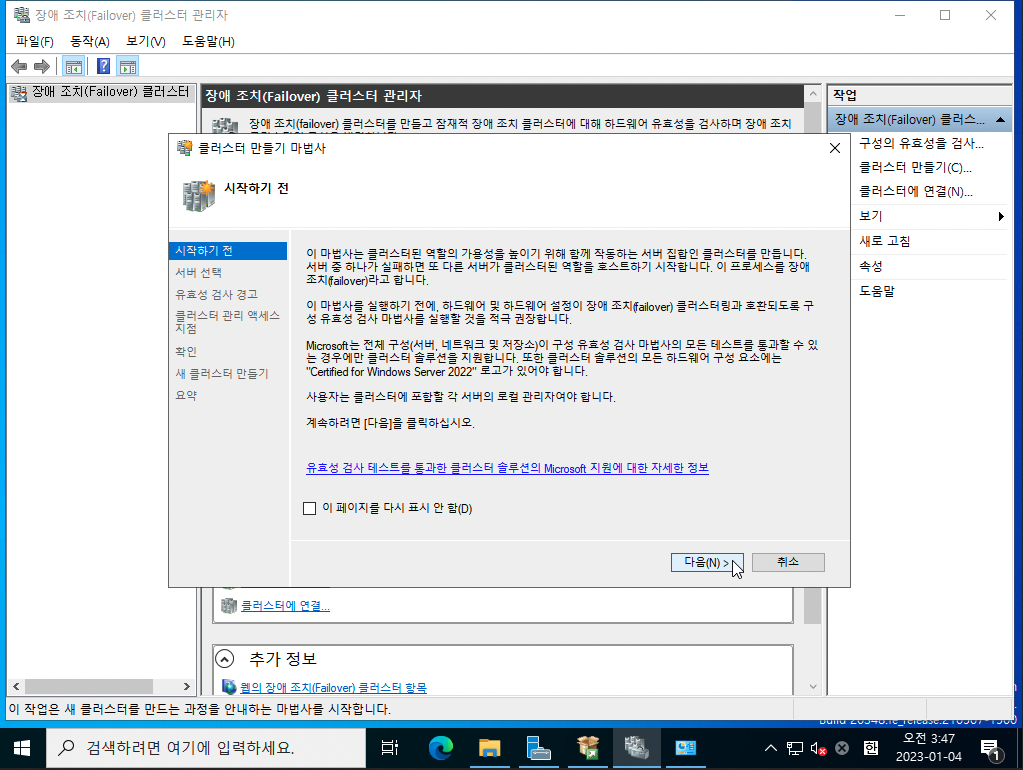 장애 조치(Failover) 클러스터 관리자
파일(F) 동작(A) 보기(V) 도움말(H)
장애 조치(Failover) 클러스터
장애 조치(Failover) 클러스터 관리자
장애 조치(failover) 클러스터를 만들고 잠재적 장애 조치 클러스터에 대해 하드웨어 유효성을 검사하며 장애 조치
작업
장애 조치(Failover) 클러스...
구성의 유효성을 검사...
클러스터 만들기(C)...
클러스터에 연결(N)...
보기
새로 고침
속성
도움말
클러스터 만들기 마법사
시작하기 전
시작하기 전
서버 선택
유효성 검사 경고
클러스터 관리 액세스
지점
확인
새 클러스터 만들기
요약
이 마법사는 클러스터된 역할의 가용성을 높이기 위해 함께 작동하는 서버 집합인 클러스터를 만듭니다.
서버 중 하나가 실패하면 또 다른 서버가 클러스터된 역할을 호스트하기 시작합니다. 이 프로세스를 장애
조치(failover)라고 합니다.
이 마법사를 실행하기 전에, 하드웨어 및 하드웨어 설정이 장애 조치(failover) 클러스터링과 호환되도록 구
성 유효성 검사 마법사를 실행할 것을 적극 권장합니다.
Microsoft는 전체 구성(서버, 네트워크 및 저장소)이 구성 유효성 검사 마법사의 모든 테스트를 통과할 수 있
는 경우에만 클러스터 솔루션을 지원합니다. 또한 클러스터 솔루션의 모든 하드웨어 구성 요소에는
"Certified for Windows Server 2022" 로고가 있어야 합니다.
사용자는 클러스터에 포함할 각 서버의 로컬 관리자여야 합니다.
계속하려면 [다음]을 클릭하십시오.
유효성 검사 테스트를 통과한 클러스터 솔루션의 Microsoft 지원에 대한 자세한 정보
이 페이지를 다시 표시 안 함(D)
다음(N) > 취소
클러스터에 연결...
추가 정보
웹의 장애 조치(Failover) 클러스터 항목
이 작업은 새 클러스터를 만드는 과정을 안내하는 마법사를 시작합니다.
검색하려면 여기에 입력하세요.
한
오전 3:47
2023-01-04
1